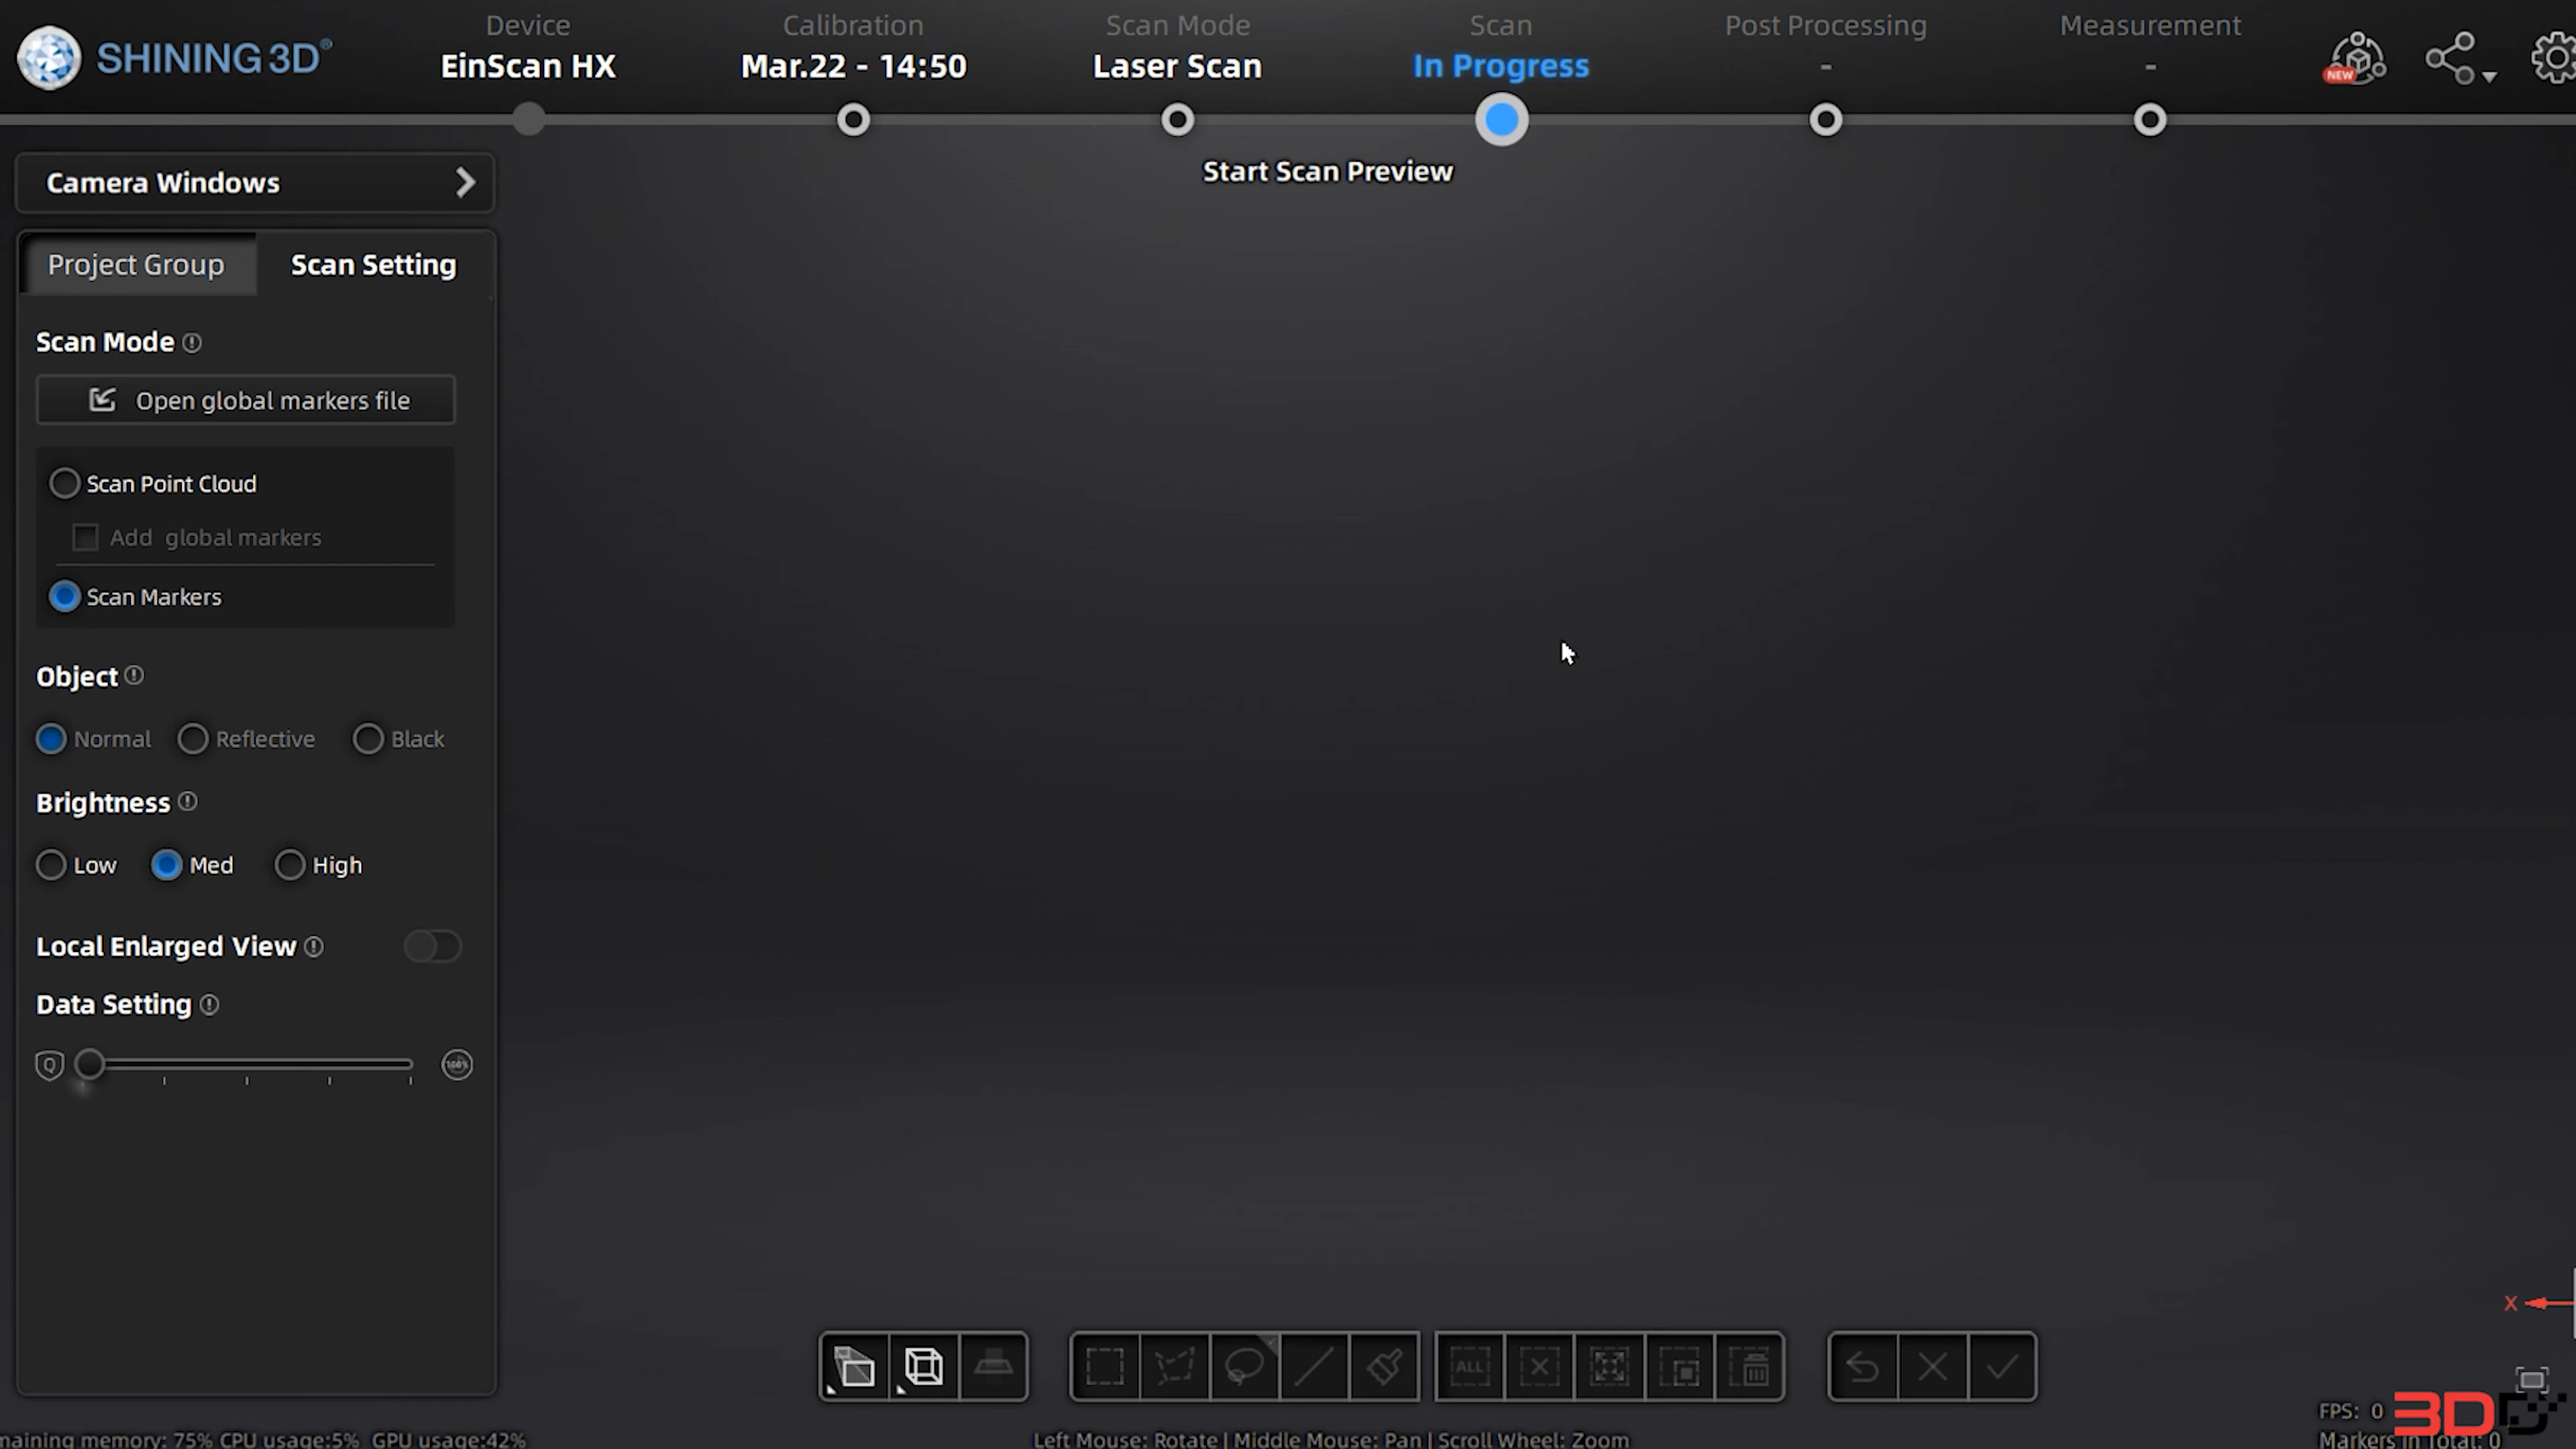 SHINING 3D®
Device
EinScan HX
Calibration
Mar.22 - 14:50
Scan Mode
Laser Scan
Scan
In Progress
Post Processing
-
Measurement
-
NEW
Start Scan Preview
Camera Windows
Project Group
Scan Setting
Scan Mode
Open global markers file
Scan Point Cloud
Add global markers
Scan Markers
Object
Normal Reflective Black
Brightness
Low Med High
Local Enlarged View
Data Setting
Q
100%
ALL
X
FPS: 0
3D
maining memory: 75% CPU usage:5% GPU usage:42%
Left Mouse: Rotate | Middle Mouse: Pan | Scroll Wheel: Zoom
Markers In Total: 0